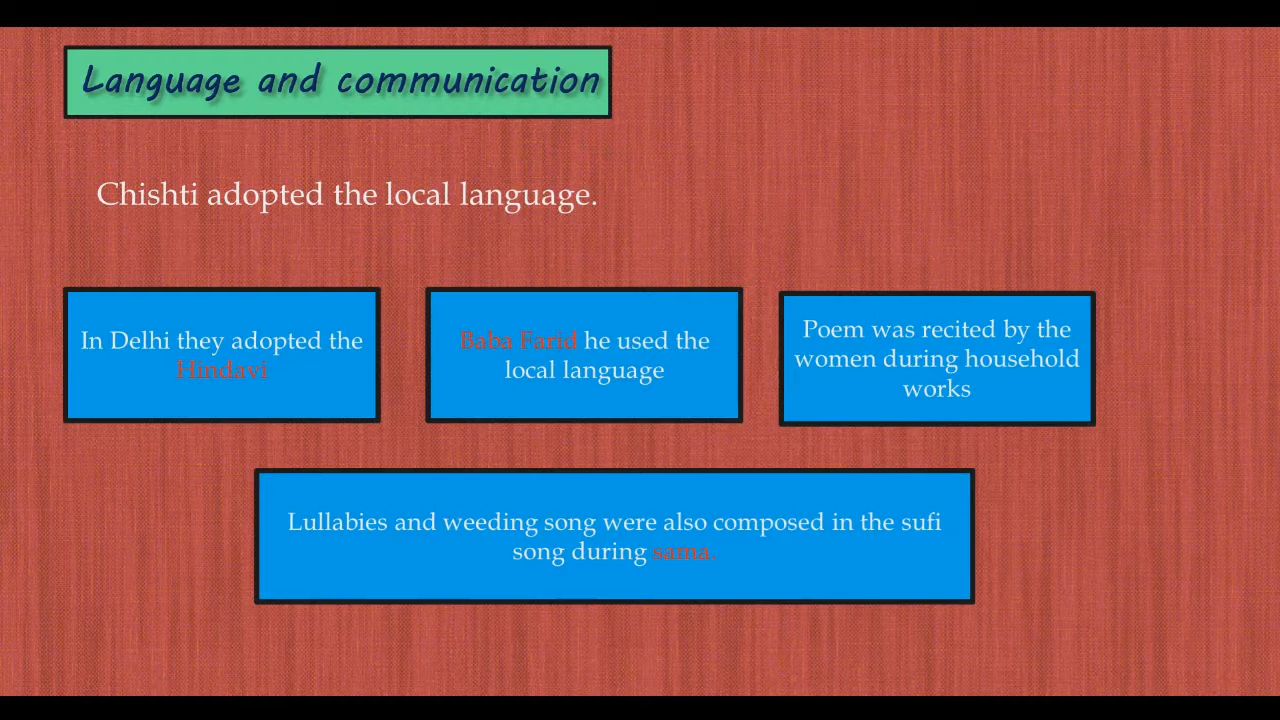 Language and communication
Chishti adopted the local language.
In Delhi they adopted the
Hindavi
Baba Farid he used the
local language
Poem was recited by the
women during household
works
Lullabies and weeding song were also composed in the sufi
song during sama.